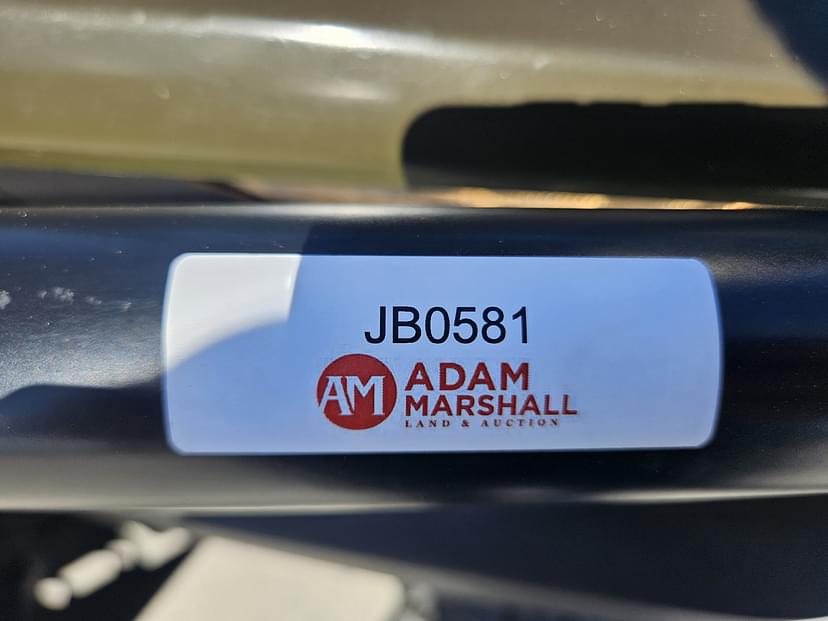 JB0581
AM ADAM
MARSHALL
LAND & AUCTION